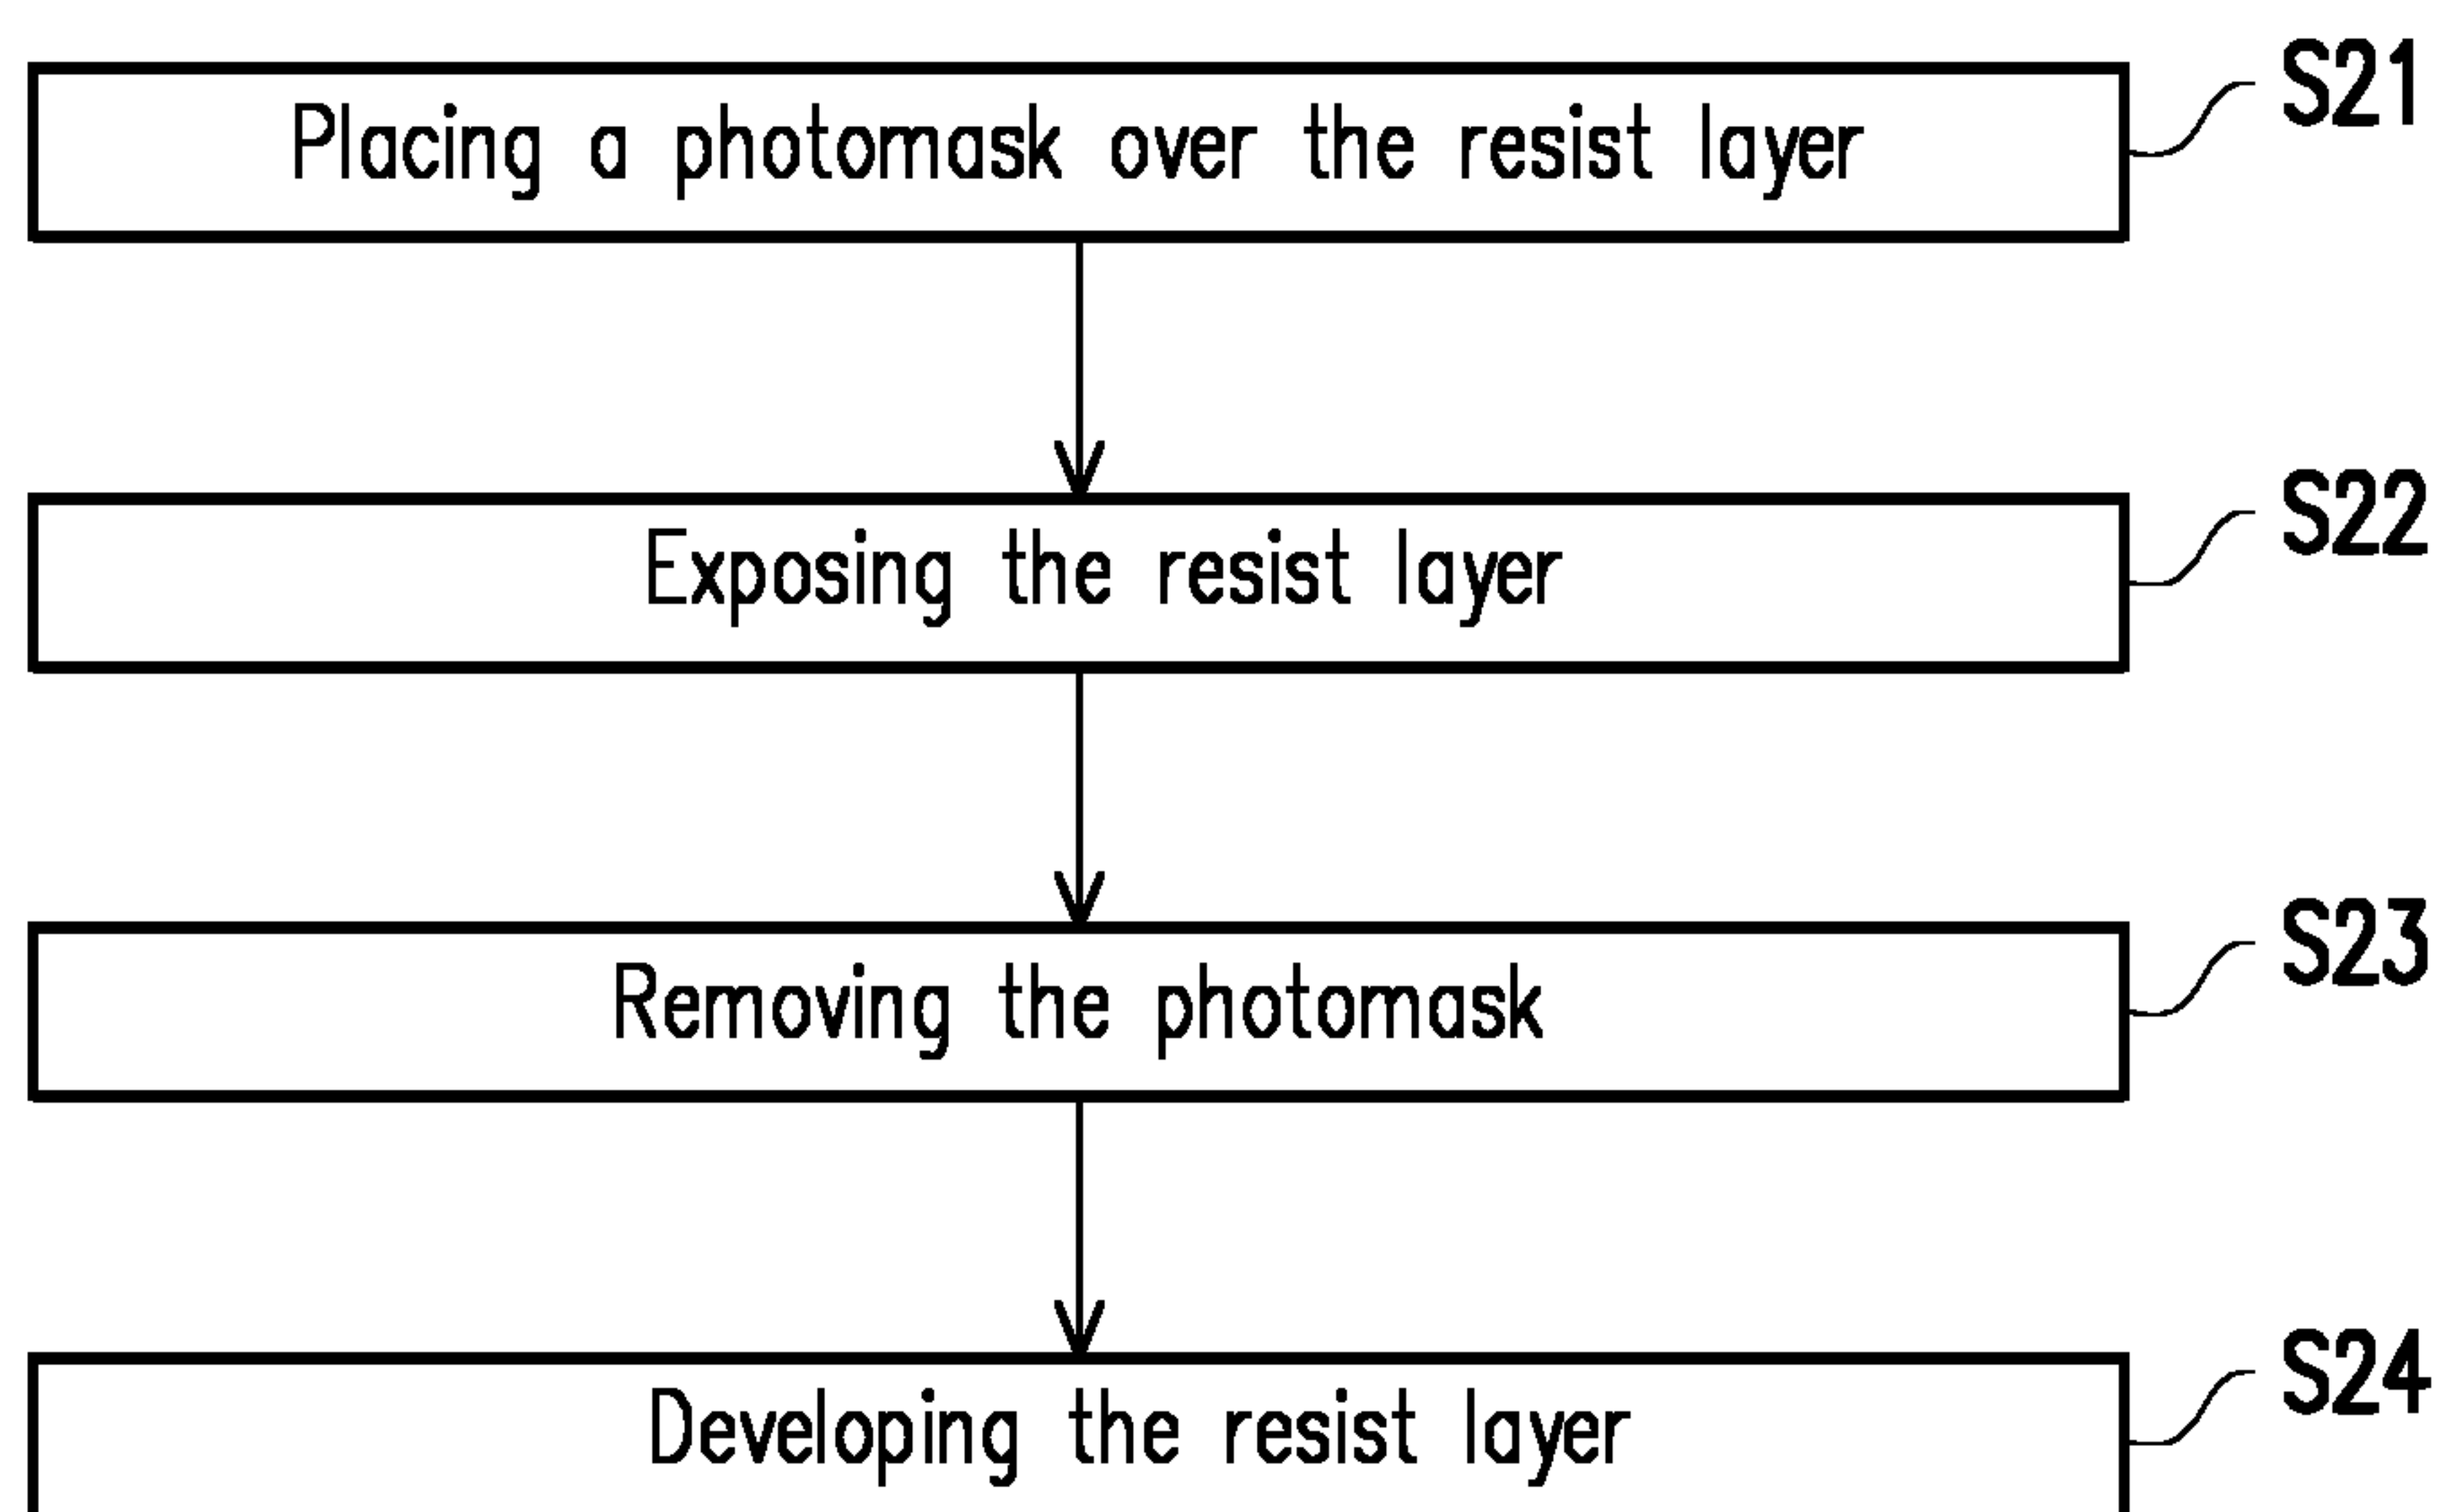 Placing a photomask over the resist layer
S21
Exposing the resist layer
S22
Removing the photomask
S23
Developing the resist layer
S24